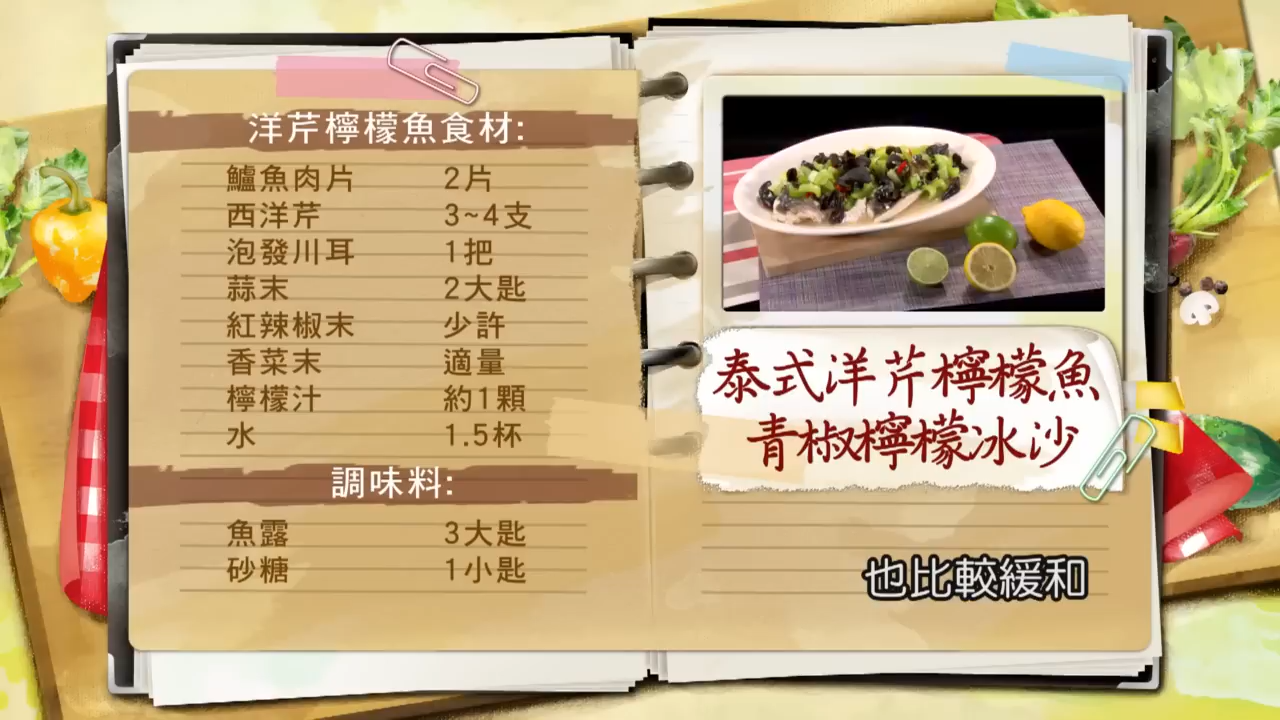 洋芹檸檬魚食材:
鱸魚肉片 2片
西洋芹 3~4支
泡發川耳 1把
蒜末 2大匙
紅辣椒末 少許
香菜末 適量
檸檬汁 約1顆
水 1.5杯
調味料:
魚露 3大匙
砂糖 1小匙
泰式洋芹檸檬魚
青椒檸檬冰沙
也比較緩和